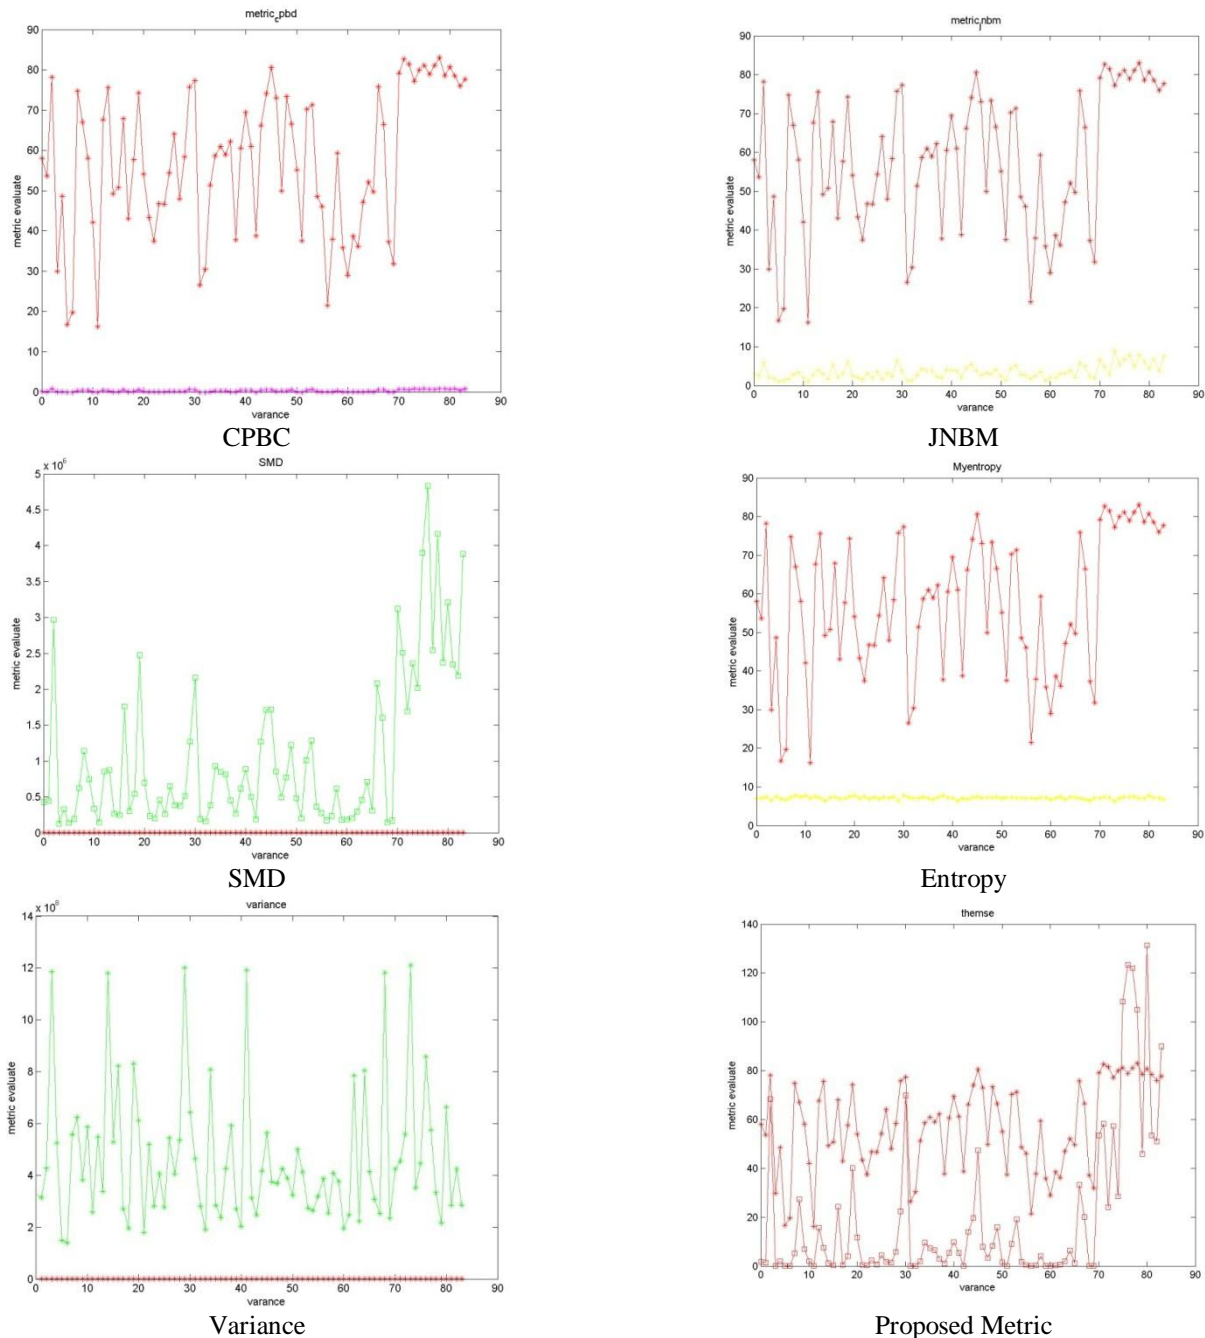 metric_cpbd
90
80
70
60
50
40
30
20
10
0
metric evaluate
0 10 20 30 40 50 60 70 80 90
varance
CPBC
metric_jnbm
90
80
70
60
50
40
30
20
10
0
metric evaluate
0 10 20 30 40 50 60 70 80 90
varance
JNBM
SMD
x 10^6
5
4.5
4
3.5
3
2.5
2
1.5
1
0.5
0
metric evaluate
0 10 20 30 40 50 60 70 80 90
varance
SMD
Myentropy
90
80
70
60
50
40
30
20
10
0
metric evaluate
0 10 20 30 40 50 60 70 80 90
varance
Entropy
variance
x 10^8
14
12
10
8
6
4
2
0
metric evaluate
0 10 20 30 40 50 60 70 80 90
varance
Variance
themse
140
120
100
80
60
40
20
0
metric evaluate
0 10 20 30 40 50 60 70 80 90
varance
Proposed Metric